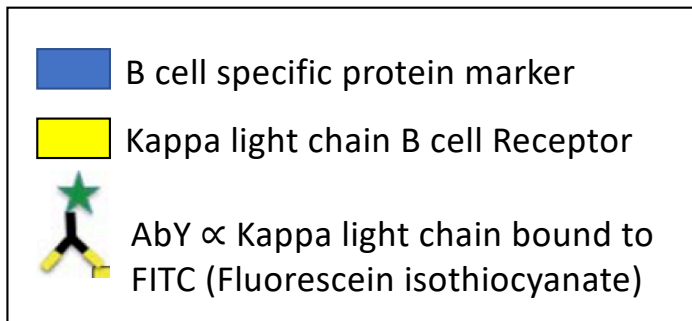 B cell specific protein marker
Kappa light chain B cell Receptor
AbY ∝ Kappa light chain bound to
FITC (Fluorescein isothiocyanate)